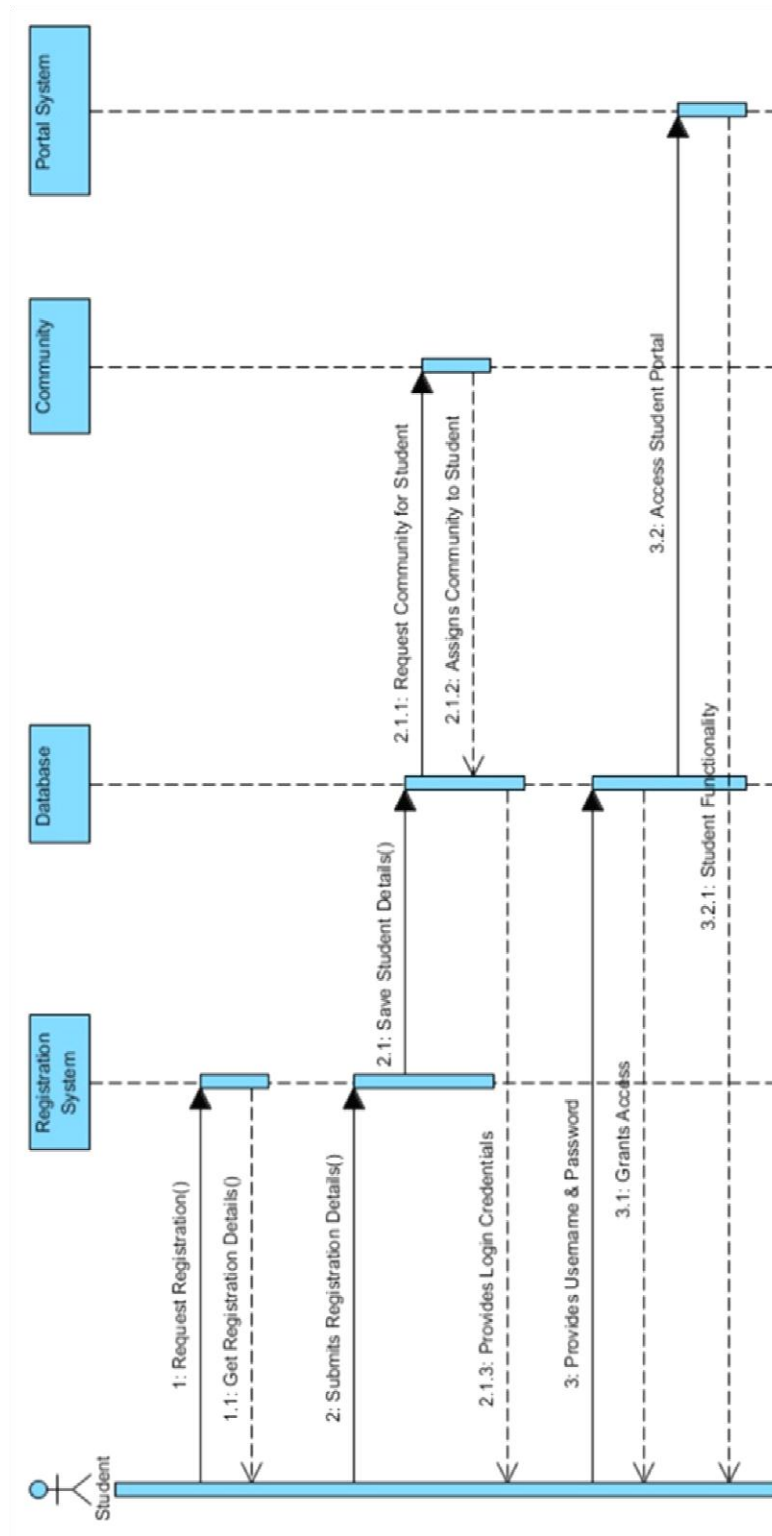 Student
Registration
System
Database
Community
Portal System
1: Request Registration()
1.1: Get Registration Details()
2: Submits Registration Details()
2.1: Save Student Details()
2.1.1: Request Community for Student
2.1.2: Assigns Community to Student
2.1.3: Provides Login Credentials
3: Provides Username & Password
3.1: Grants Access
3.2: Access Student Portal
3.2.1: Student Functionality